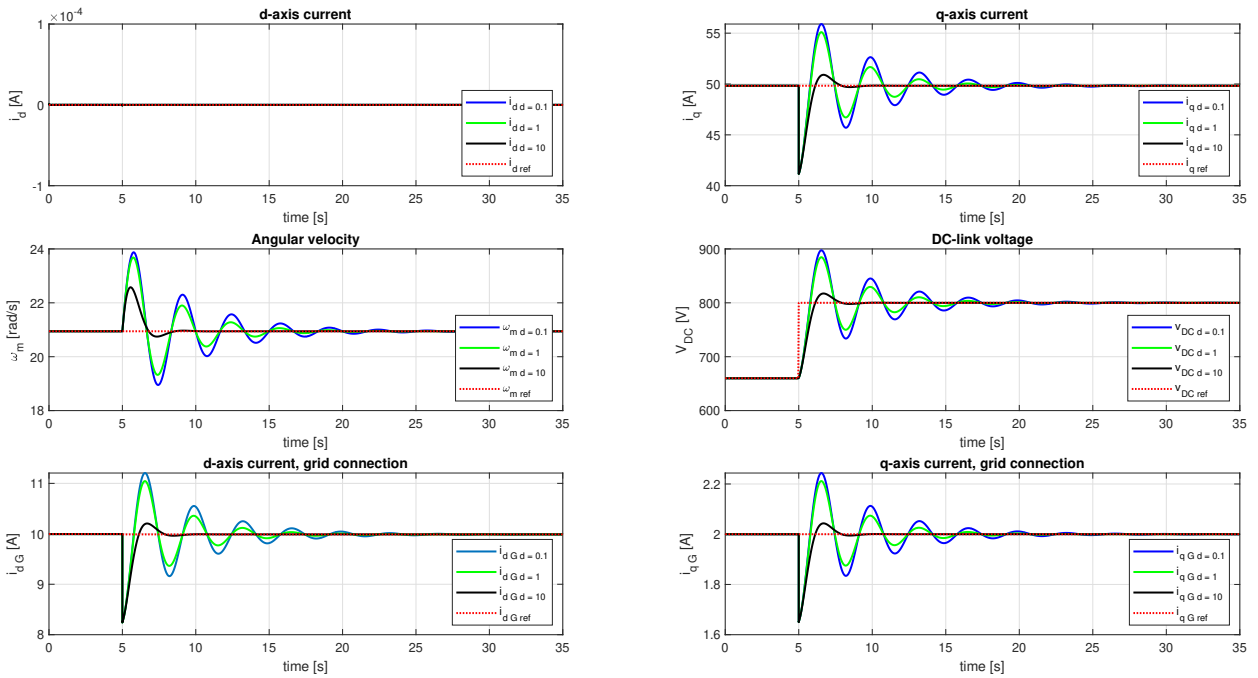 d-axis current
×10⁻⁴
1
0
-1
i_d [A]
0 5 10 15 20 25 30 35
time [s]
i_d d = 0.1
i_d d = 1
i_d d = 10
i_d ref
q-axis current
55
50
45
40
i_q [A]
0 5 10 15 20 25 30 35
time [s]
i_q d = 0.1
i_q d = 1
i_q d = 10
i_q ref
Angular velocity
24
22
20
18
ω_m [rad/s]
0 5 10 15 20 25 30 35
time [s]
ω_m d = 0.1
ω_m d = 1
ω_m d = 10
ω_m ref
DC-link voltage
900
800
700
600
V_DC [V]
0 5 10 15 20 25 30 35
time [s]
v_DC d = 0.1
v_DC d = 1
v_DC d = 10
v_DC ref
d-axis current, grid connection
11
10
9
8
i_d G [A]
0 5 10 15 20 25 30 35
time [s]
i_d G d = 0.1
i_d G d = 1
i_d G d = 10
i_d G ref
q-axis current, grid connection
2.2
2
1.8
1.6
i_q G [A]
0 5 10 15 20 25 30 35
time [s]
i_q G d = 0.1
i_q G d = 1
i_q G d = 10
i_q G ref